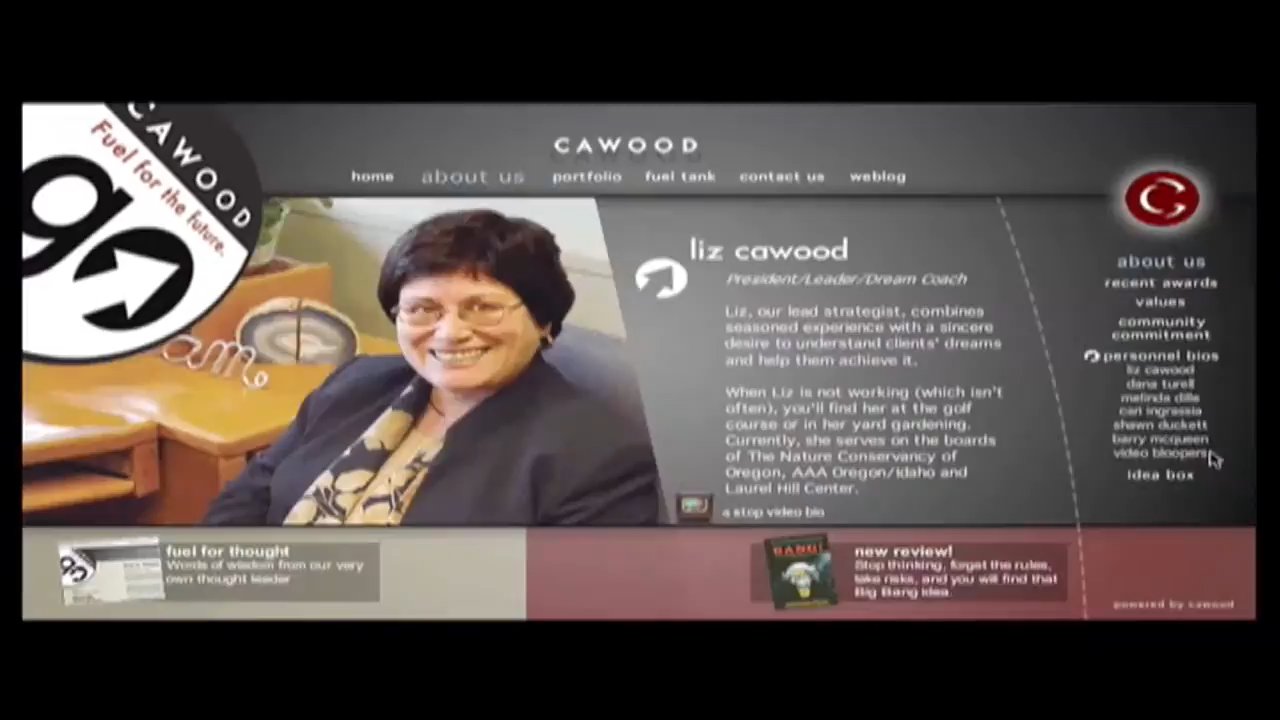 CAWOOD
Fuel for the future.
go
CAWOOD
home about us portfolio fuel tank contact us weblog
liz cawood
President/Leader/Dream Coach
Liz, our lead strategist, combines
seasoned experience with a sincere
desire to understand clients' dreams
and help them achieve it.
When Liz is not working (which isn't
often), you'll find her at the golf
course or in her yard gardening.
Currently, she serves on the boards
of The Nature Conservancy of
Oregon, AAA Oregon/Idaho and
Laurel Hill Center.
a stop video bio
about us
recent awards
values
community
commitment
personnel bios
liz cawood
dana turell
melinda dille
cari ingrassia
shawn duckett
barry mcqueen
video bloopers
idea box
fuel for thought
Words of wisdom from our very
own thought leader
BANG!
new review!
Stop thinking, forget the rules,
take risks, and you will find that
Big Bang idea.
powered by cawood